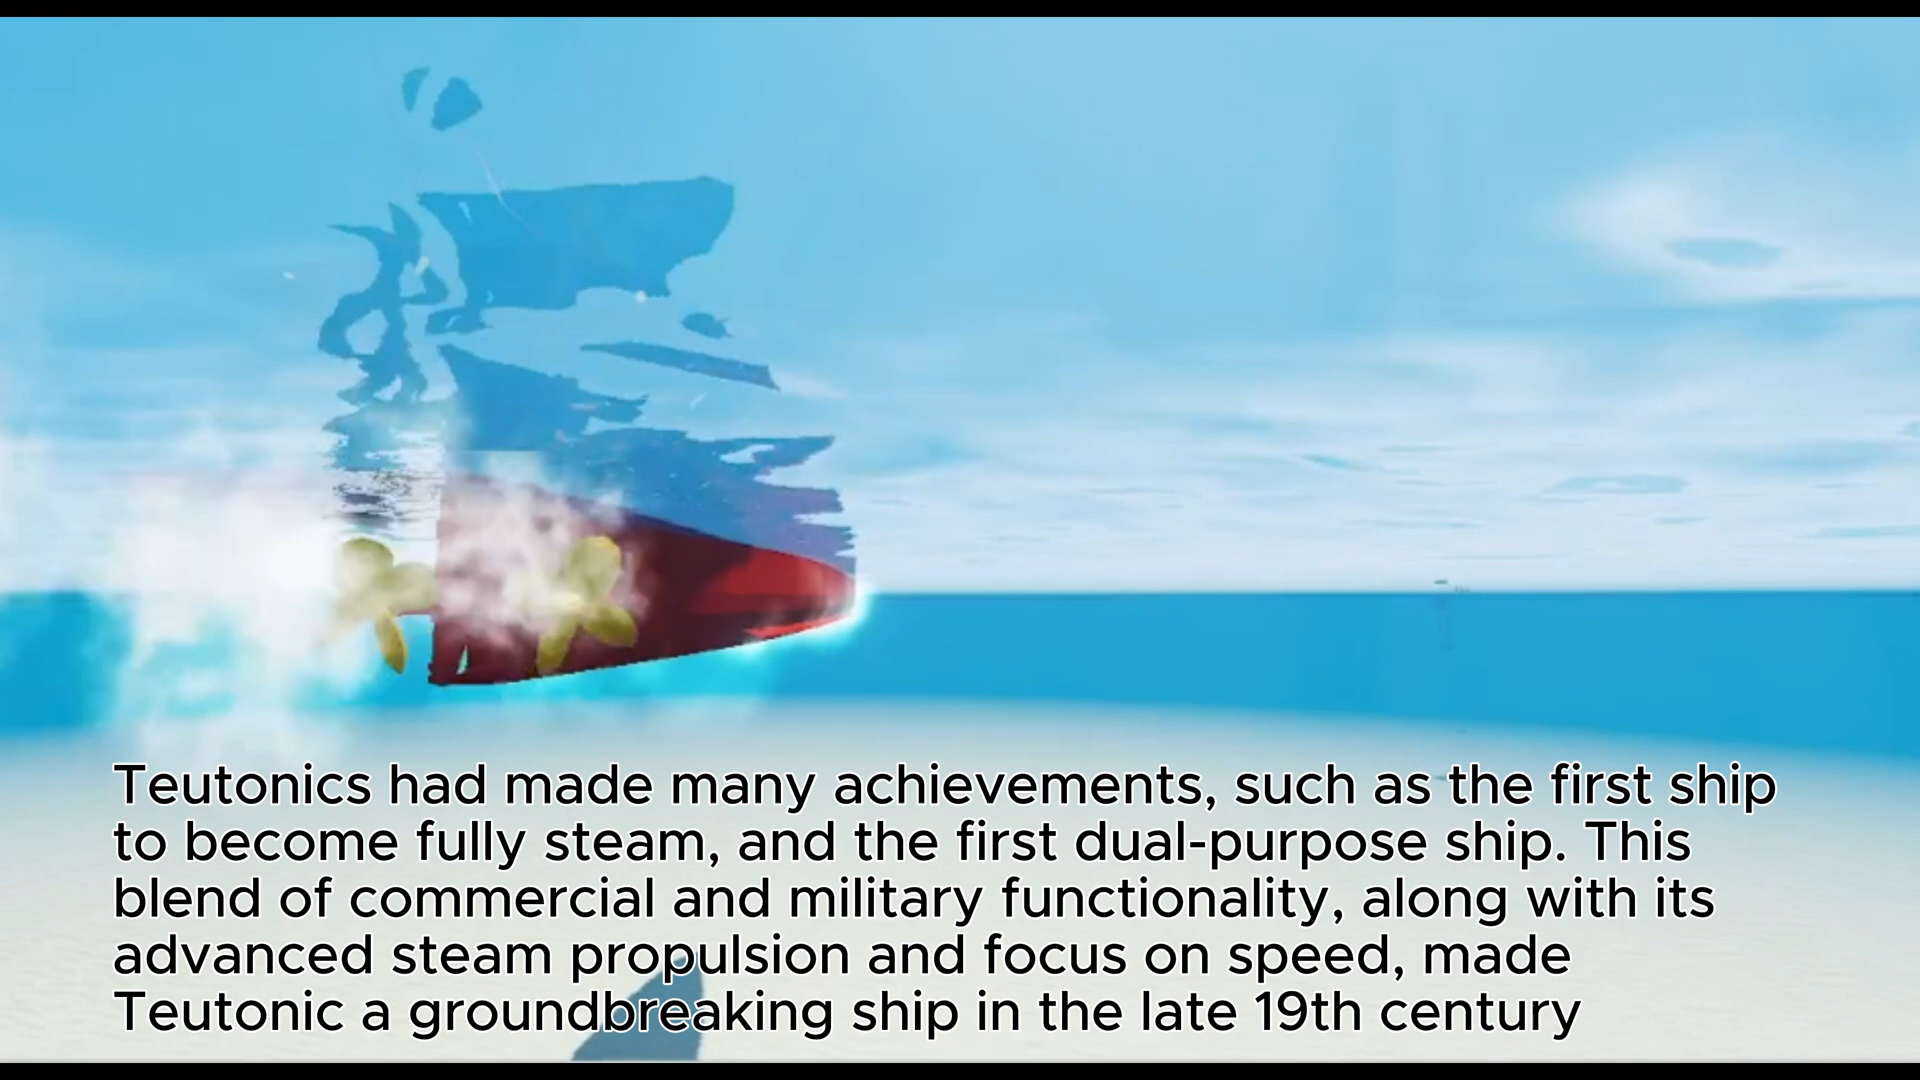 Teutonics had made many achievements, such as the first ship
to become fully steam, and the first dual-purpose ship. This
blend of commercial and military functionality, along with its
advanced steam propulsion and focus on speed, made
Teutonic a groundbreaking ship in the late 19th century